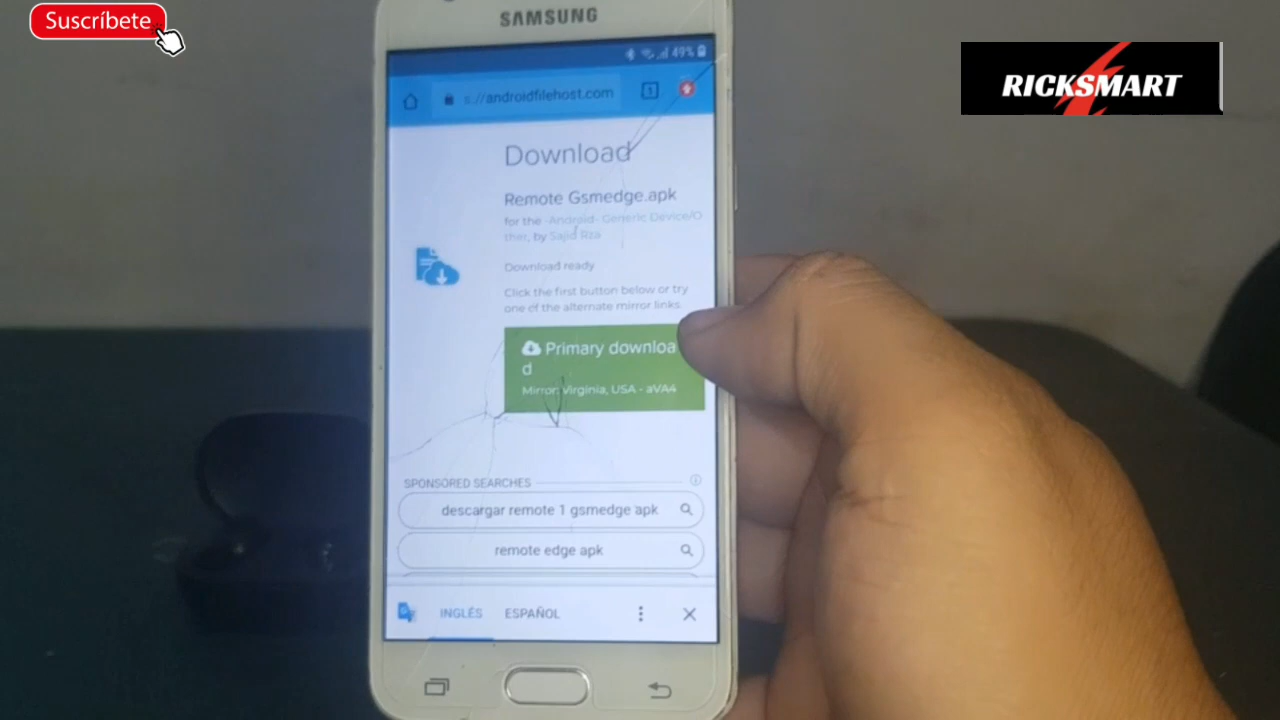 Suscríbete
RICKSMART
SAMSUNG
49%
s://androidfilehost.com
1
Download
Remote Gsmedge.apk
for the -Android- Generic Device/O
ther, by Sajid Rza
Download ready
Click the first button below or try
one of the alternate mirror links.
Primary downloa
d
Mirror: Virginia, USA - aVA4
SPONSORED SEARCHES
descargar remote 1 gsmedge apk
remote edge apk
INGLÉS ESPAÑOL